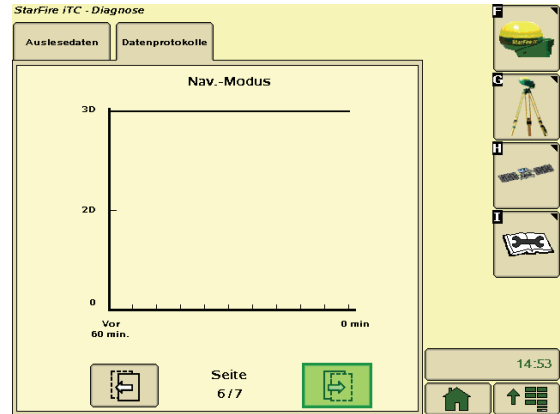 StarFire iTC - Diagnose
Auslesedaten
Datenprotokolle
Nav.-Modus
3D
2D
0
Vor
60 min.
0 min
Seite
6/7
F
G
H
I
14:53